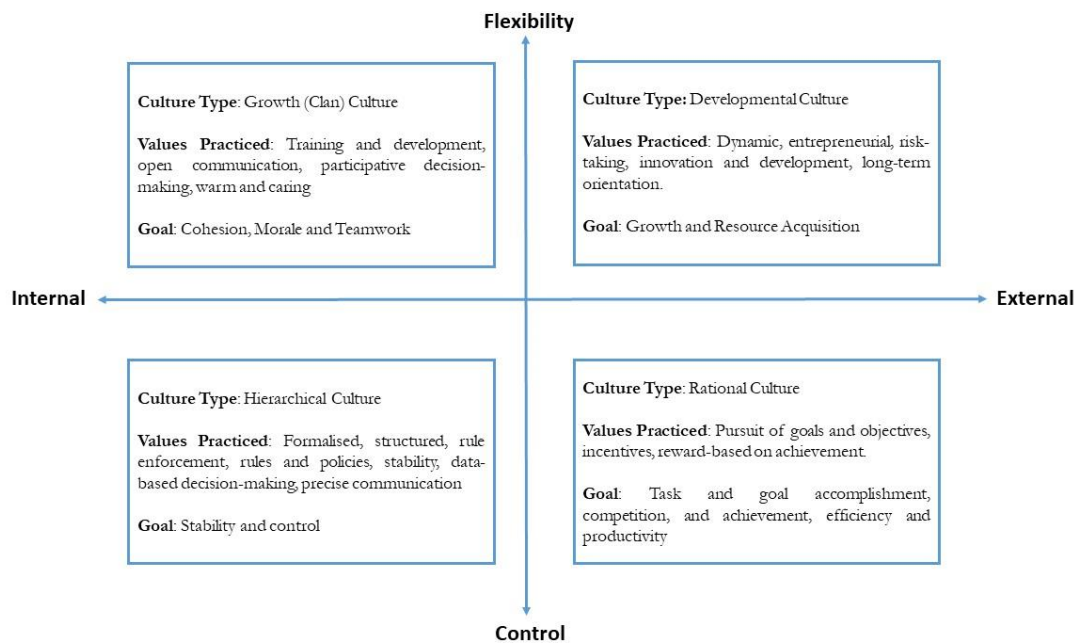 Flexibility
Culture Type: Growth (Clan) Culture
Values Practiced: Training and development,
open communication, participative decision-
making, warm and caring
Goal: Cohesion, Morale and Teamwork
Culture Type: Developmental Culture
Values Practiced: Dynamic, entrepreneurial, risk-
taking, innovation and development, long-term
orientation.
Goal: Growth and Resource Acquisition
Internal
External
Culture Type: Hierarchical Culture
Values Practiced: Formalised, structured, rule
enforcement, rules and policies, stability, data-
based decision-making, precise communication
Goal: Stability and control
Culture Type: Rational Culture
Values Practiced: Pursuit of goals and objectives,
incentives, reward-based on achievement.
Goal: Task and goal accomplishment,
competition, and achievement, efficiency and
productivity
Control